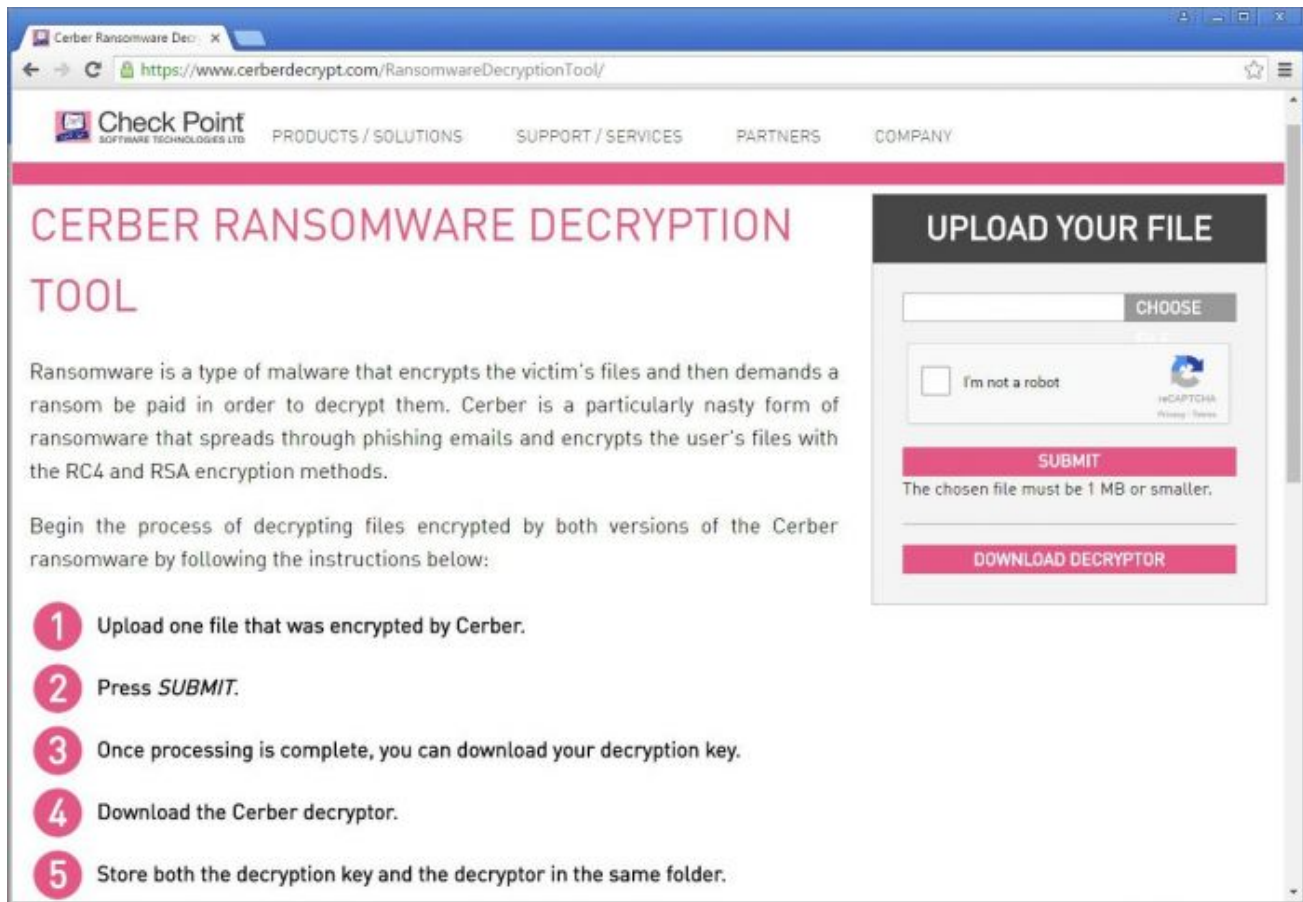 Cerber Ransomware Dec
https://www.cerberdecrypt.com/RansomwareDecryptionTool/
Check Point
SOFTWARE TECHNOLOGIES LTD
PRODUCTS / SOLUTIONS
SUPPORT / SERVICES
PARTNERS
COMPANY
CERBER RANSOMWARE DECRYPTION
TOOL
Ransomware is a type of malware that encrypts the victim's files and then demands a
ransom be paid in order to decrypt them. Cerber is a particularly nasty form of
ransomware that spreads through phishing emails and encrypts the user's files with
the RC4 and RSA encryption methods.
Begin the process of decrypting files encrypted by both versions of the Cerber
ransomware by following the instructions below:
1 Upload one file that was encrypted by Cerber.
2 Press SUBMIT.
3 Once processing is complete, you can download your decryption key.
4 Download the Cerber decryptor.
5 Store both the decryption key and the decryptor in the same folder.
UPLOAD YOUR FILE
CHOOSE
I'm not a robot
reCAPTCHA
Privacy - Terms
SUBMIT
The chosen file must be 1 MB or smaller.
DOWNLOAD DECRYPTOR